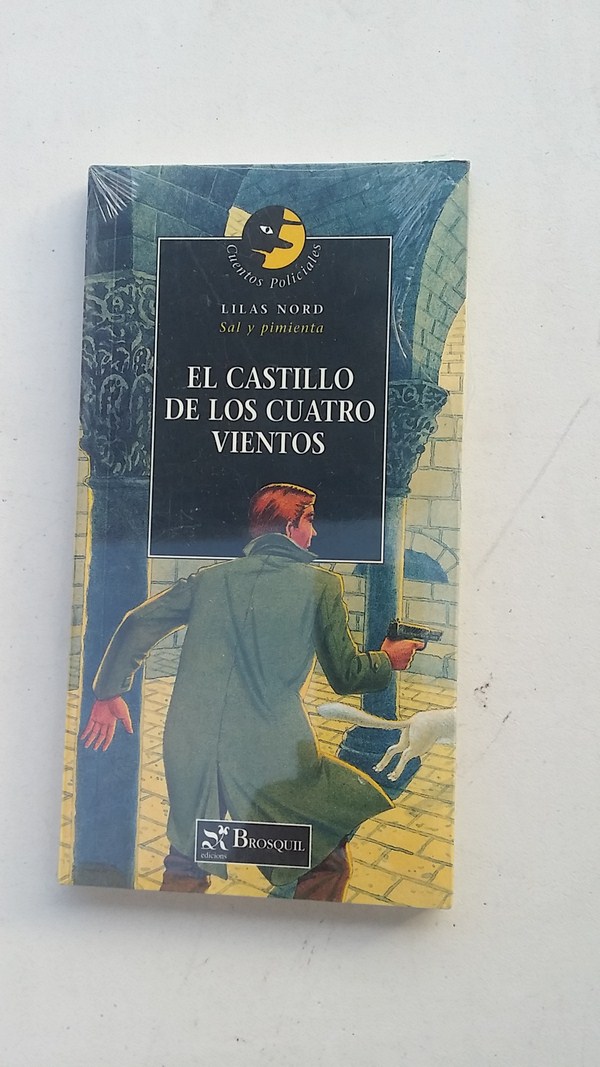 Cuentos Policiales
LILAS NORD
Sal y pimienta
EL CASTILLO
DE LOS CUATRO
VIENTOS
BROSQUIL
edicions